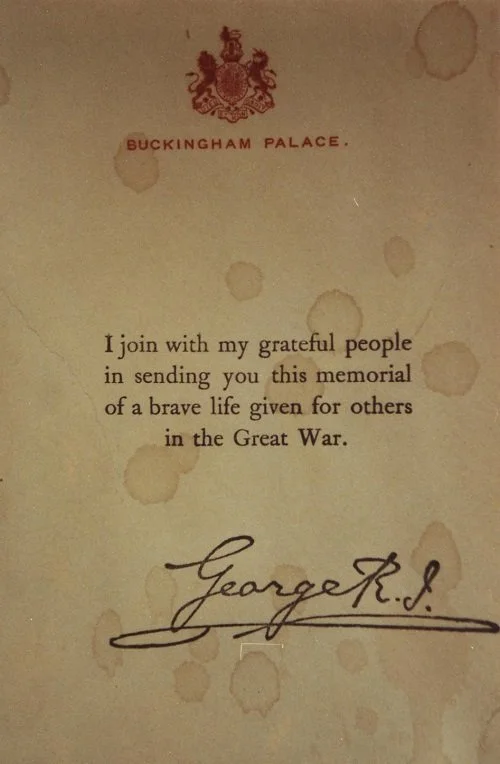 BUCKINGHAM PALACE.
I join with my grateful people
in sending you this memorial
of a brave life given for others
in the Great War.
George R.I.